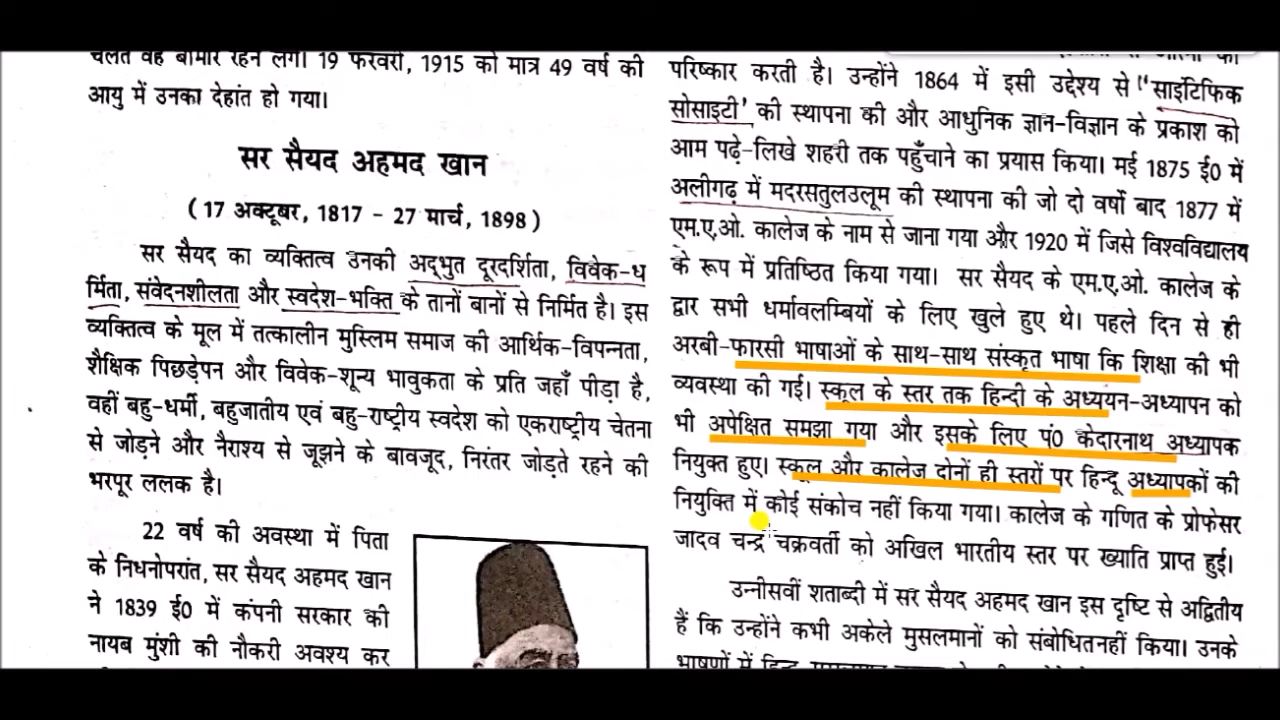 चलते वह बीमार रहने लगे। 19 फरवरी, 1915 को मात्र 49 वर्ष की
आयु में उनका देहांत हो गया।
सर सैयद अहमद खान
( 17 अक्टूबर, 1817 - 27 मार्च, 1898 )
सर सैयद का व्यक्तित्व उनकी अद्भुत दूरदर्शिता, विवेक-ध
र्मिता, संवेदनशीलता और स्वदेश-भक्ति के तानों बानों से निर्मित है। इस
व्यक्तित्व के मूल में तत्कालीन मुस्लिम समाज की आर्थिक-विपन्नता,
शैक्षिक पिछड़ेपन और विवेक-शून्य भावुकता के प्रति जहाँ पीड़ा है,
वहीं बहु-धर्मी, बहुजातीय एवं बहु-राष्ट्रीय स्वदेश को एकराष्ट्रीय चेतना
से जोड़ने और नैराश्य से जूझने के बावजूद, निरंतर जोड़ते रहने की
भरपूर ललक है।
22 वर्ष की अवस्था में पिता
के निधनोपरांत, सर सैयद अहमद खान
ने 1839 ई0 में कंपनी सरकार की
नायब मुंशी की नौकरी अवश्य कर
परिष्कार करती है। उन्होंने 1864 में इसी उद्देश्य से 'साइंटिफिक
सोसाइटी' की स्थापना की और आधुनिक ज्ञान-विज्ञान के प्रकाश को
आम पढ़े-लिखे शहरी तक पहुँचाने का प्रयास किया। मई 1875 ई0 में
अलीगढ़ में मदरसतुलउलूम की स्थापना की जो दो वर्षो बाद 1877 में
एम.ए.ओ. कालेज के नाम से जाना गया और 1920 में जिसे विश्वविद्यालय
के रूप में प्रतिष्ठित किया गया। सर सैयद के एम.ए.ओ. कालेज के
द्वार सभी धर्मावलम्बियों के लिए खुले हुए थे। पहले दिन से ही
अरबी-फारसी भाषाओं के साथ-साथ संस्कृत भाषा कि शिक्षा की भी
व्यवस्था की गई। स्कूल के स्तर तक हिन्दी के अध्ययन-अध्यापन को
भी अपेक्षित समझा गया और इसके लिए पं0 केदारनाथ अध्यापक
नियुक्त हुए। स्कूल और कालेज दोनों ही स्तरों पर हिन्दू अध्यापकों की
नियुक्ति में कोई संकोच नहीं किया गया। कालेज के गणित के प्रोफेसर
जादव चन्द्र चक्रवर्ती को अखिल भारतीय स्तर पर ख्याति प्राप्त हुई।
उन्नीसवीं शताब्दी में सर सैयद अहमद खान इस दृष्टि से अद्वितीय
हैं कि उन्होंने कभी अकेले मुसलमानों को संबोधितनहीं किया। उनके
भाषणों में हिन्दू